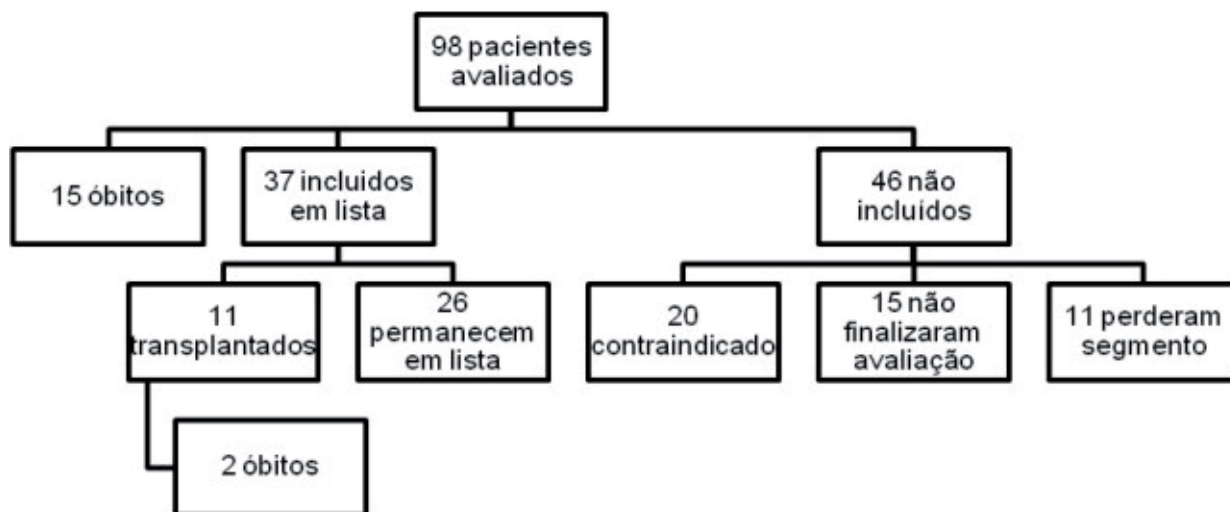 98 pacientes
avaliados
15 óbitos
37 incluidos
em lista
46 não
incluídos
11
transplantados
26
permanecem
em lista
20
contraindicado
15 não
finalizaram
avaliação
11 perderam
segmento
2 óbitos